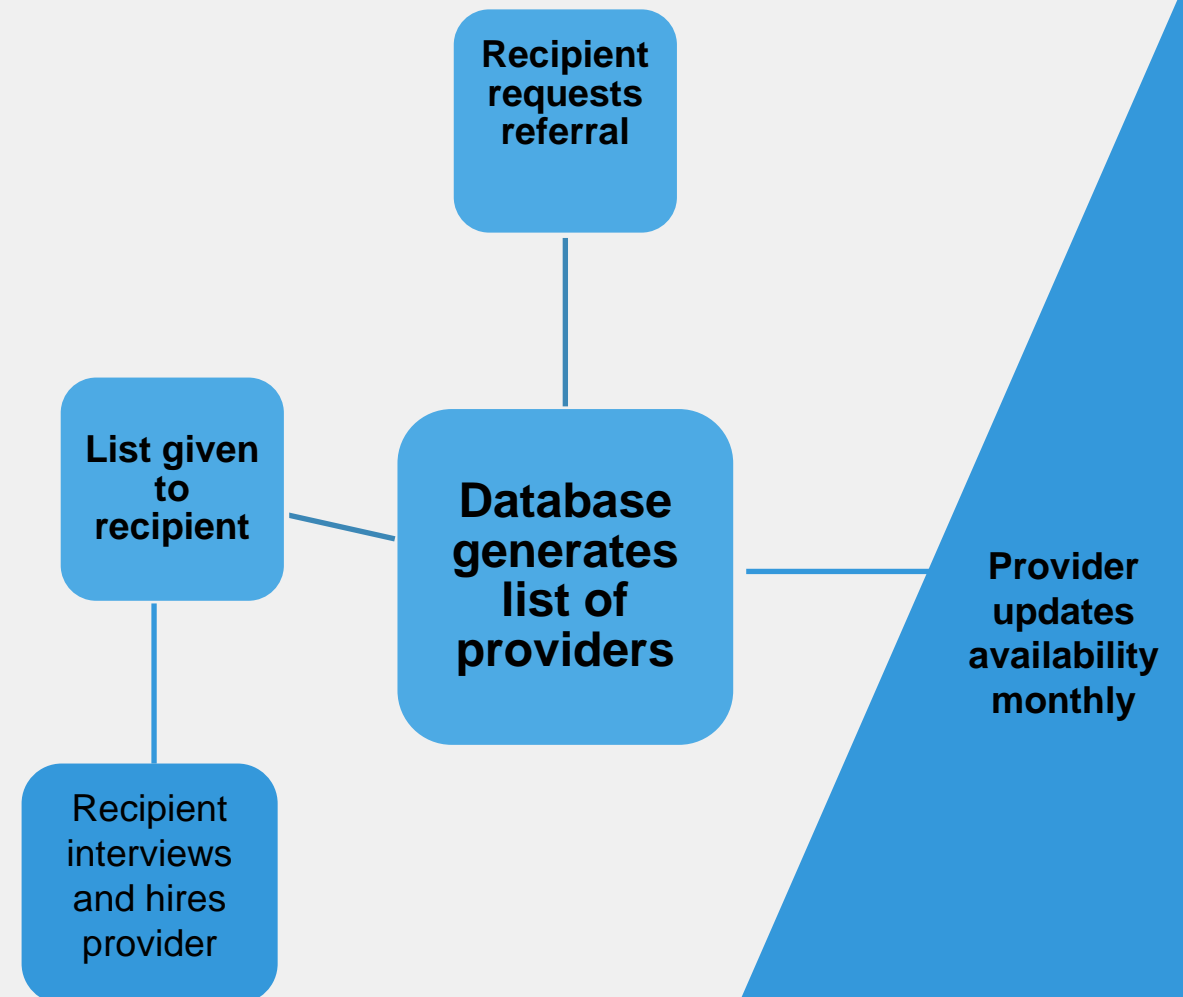 Recipient
requests
referral
List given
to
recipient
Database
generates
list of
providers
Provider
updates
availability
monthly
Recipient
interviews
and hires
provider